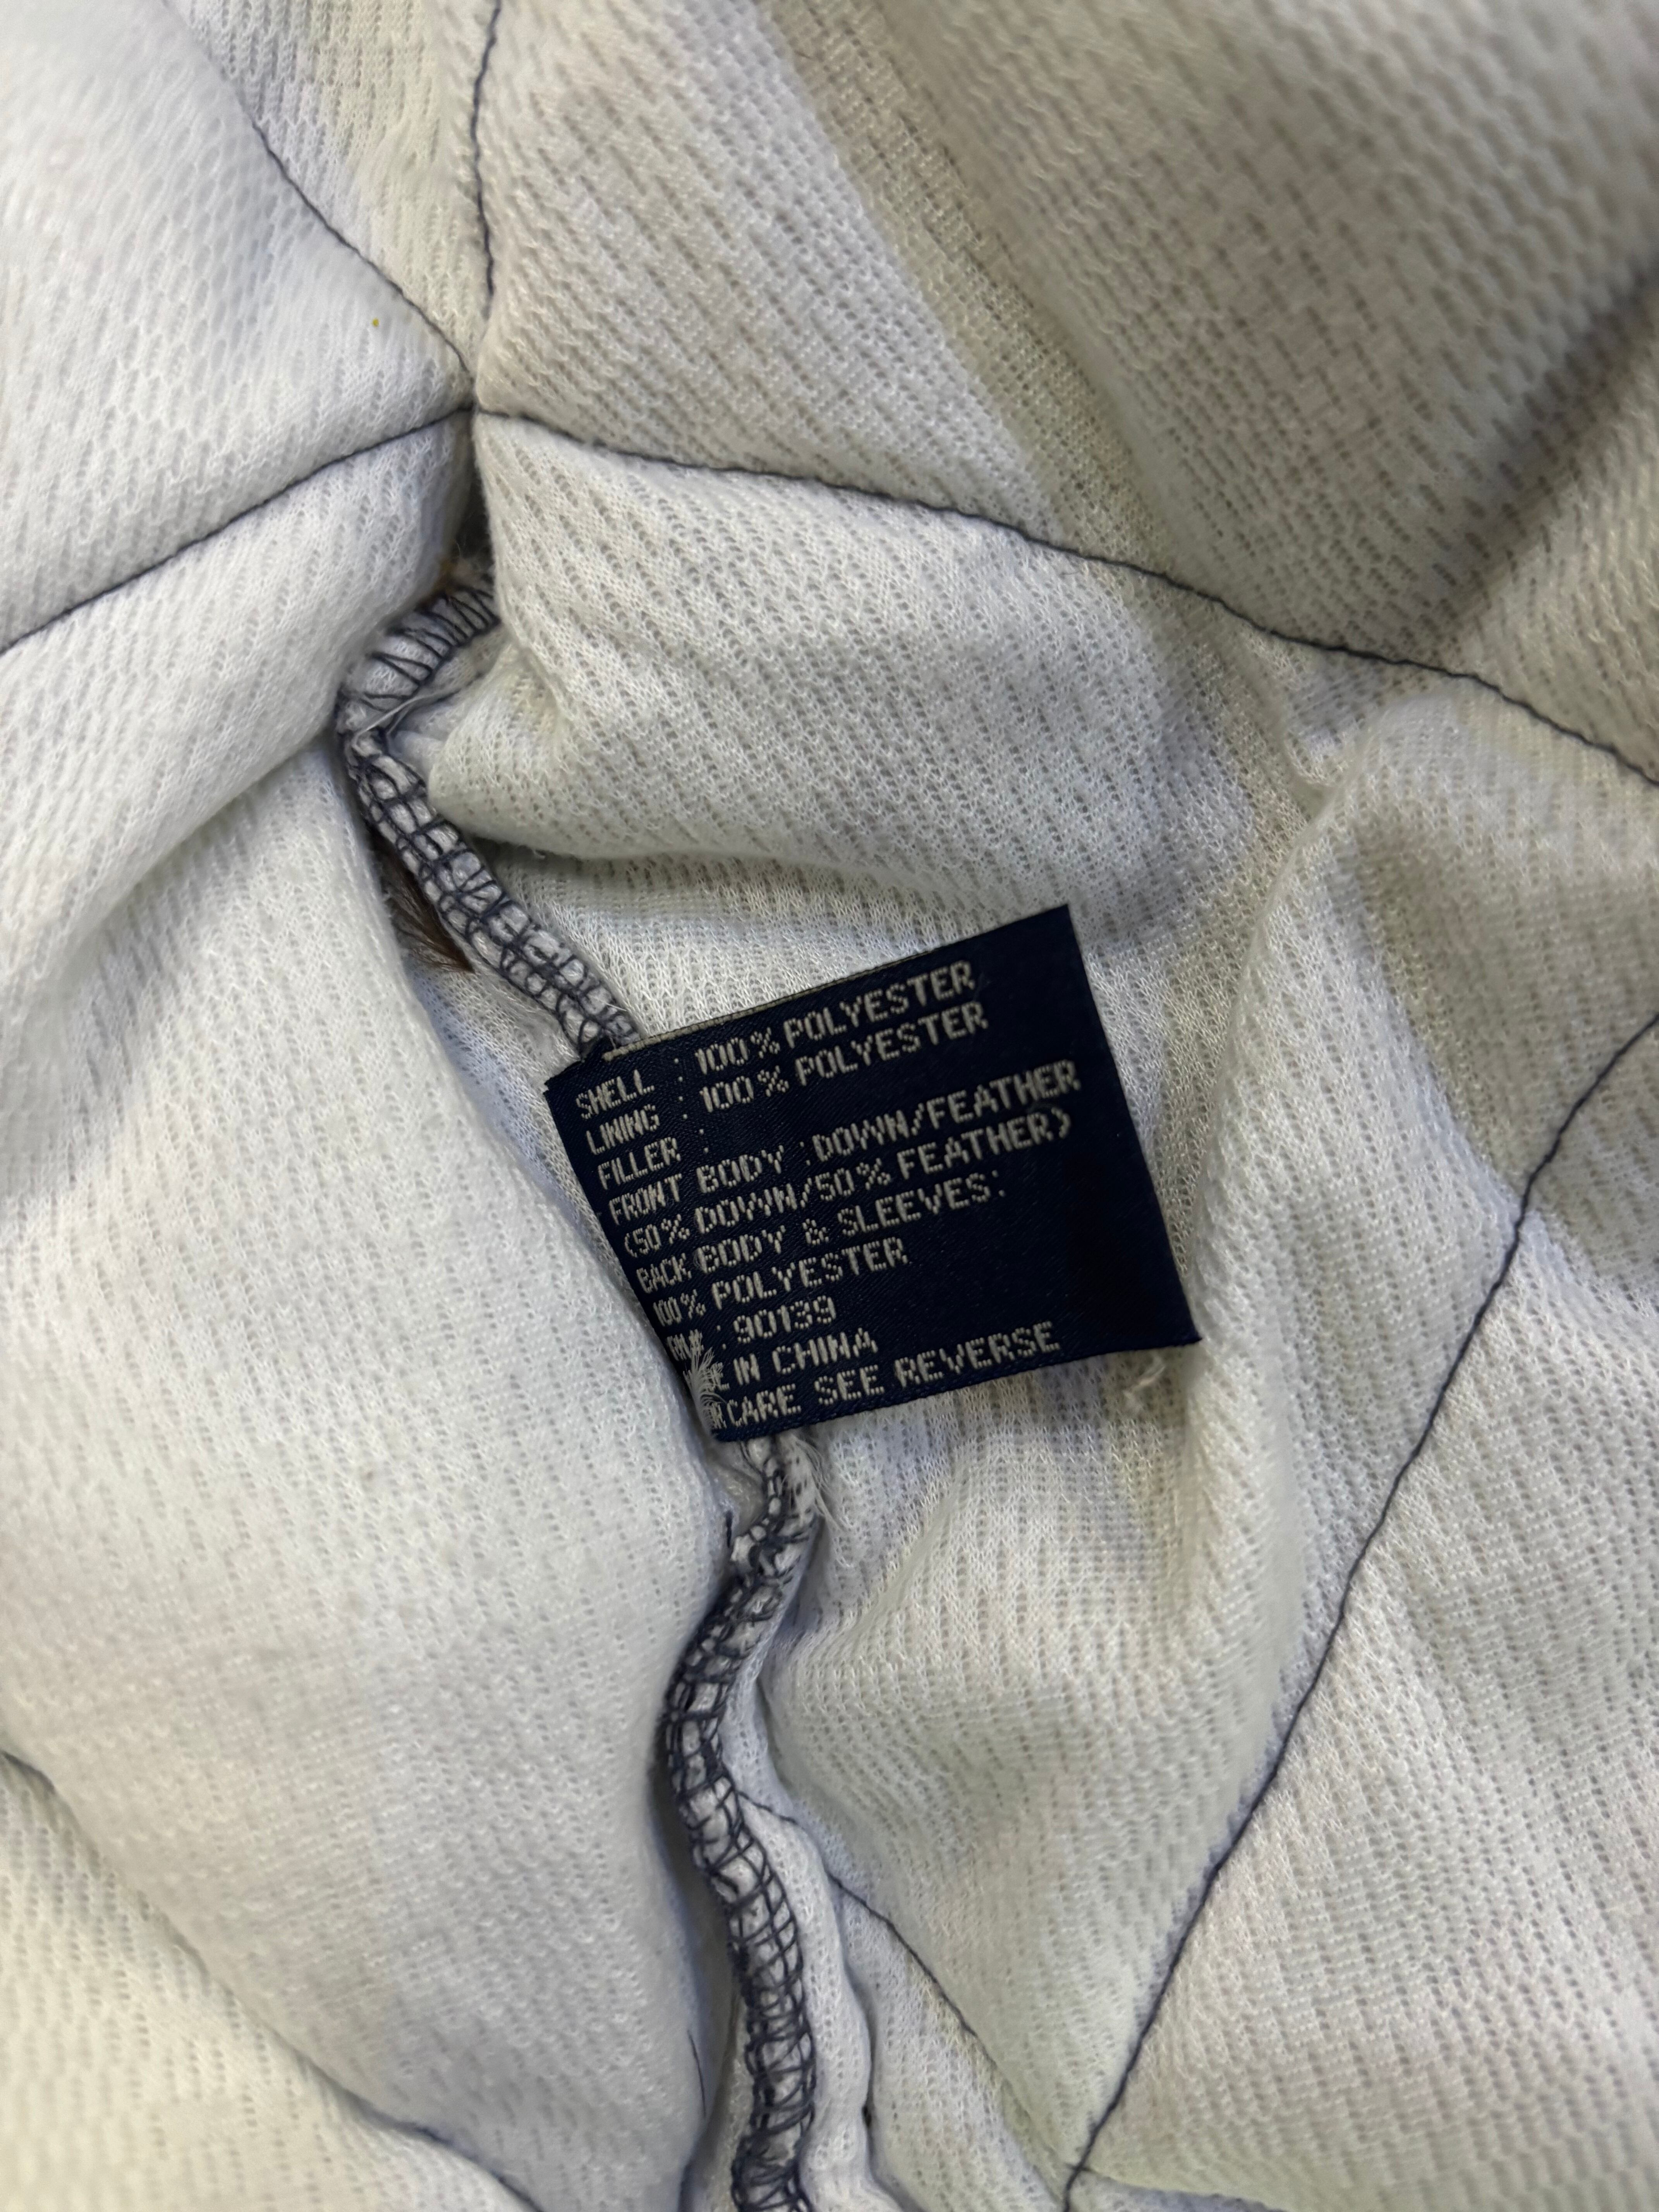 SHELL : 100% POLYESTER
LINING : 100% POLYESTER
FILLER :
FRONT BODY : DOWN/FEATHER
(50% DOWN/50% FEATHER)
BACK BODY & SLEEVES:
100% POLYESTER
: 90139
IN CHINA
CARE SEE REVERSE